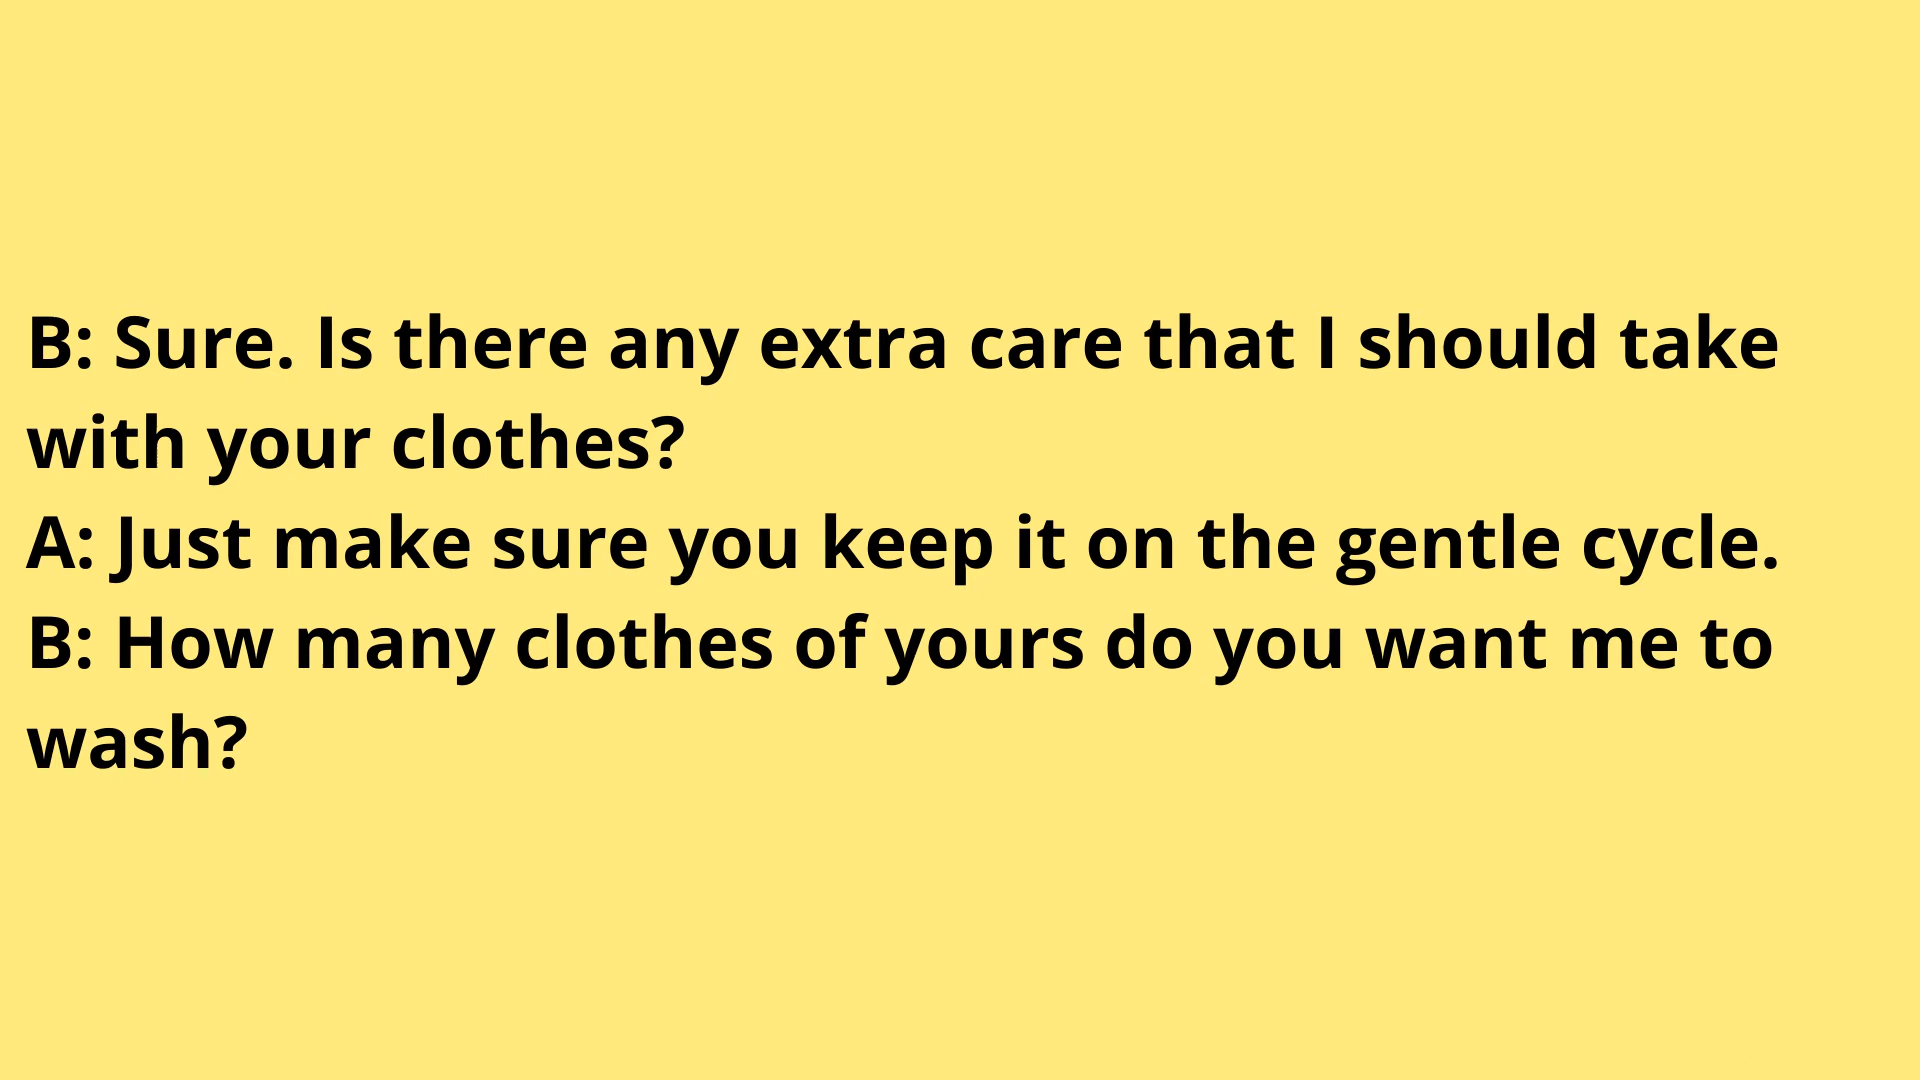 B: Sure. Is there any extra care that I should take
with your clothes?
A: Just make sure you keep it on the gentle cycle.
B: How many clothes of yours do you want me to
wash?